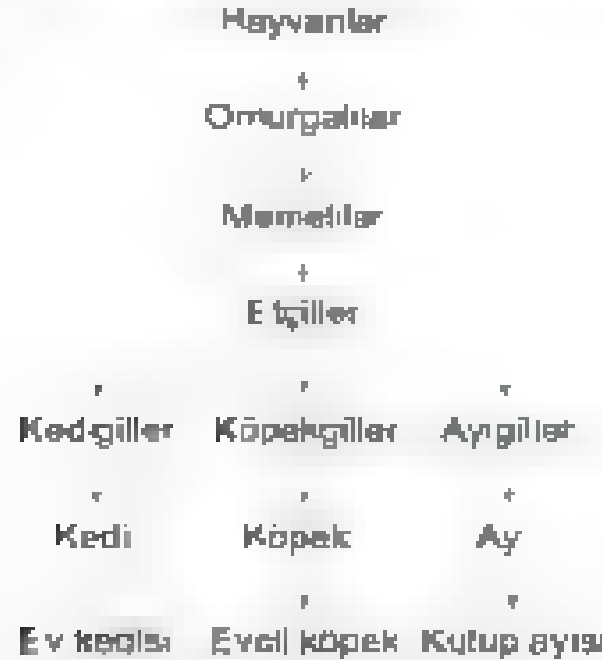 Hayvanlar
Omurgalılar
Memeliler
Etçiller
Kedigiller Köpekgiller Ayıgiller
Kedi Köpek Ayı
Ev kedisi Evcil köpek Kutup ayısı